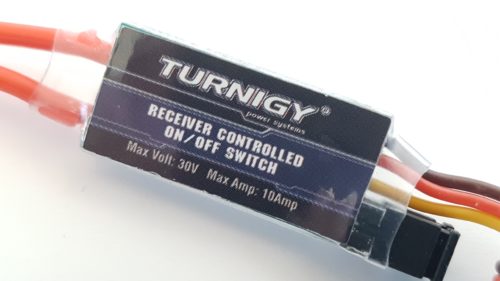 TURNIGY®
power systems
RECEIVER CONTROLLED
ON/OFF SWITCH
Max Volt: 30V Max Amp: 10Amp